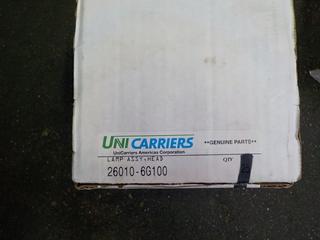 UNICARRIERS
**GENUINE PARTS**
UniCarriers Americas Corporation
LAMP ASSY,HEAD QTY
26010-6G100